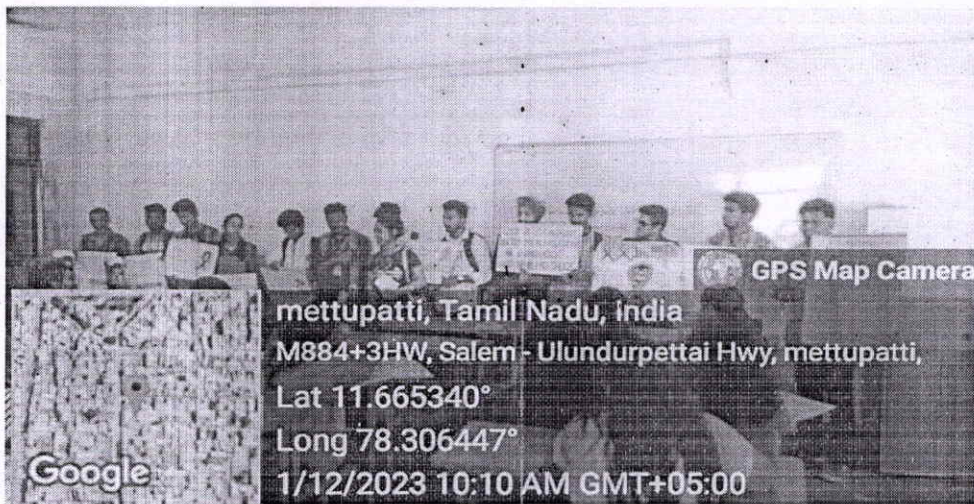 GPS Map Camera
mettupatti, Tamil Nadu, India
M884+3HW, Salem - Ulundurpettai Hwy, mettupatti,
Lat 11.665340°
Long 78.306447°
1/12/2023 10:10 AM GMT+05:00
Google